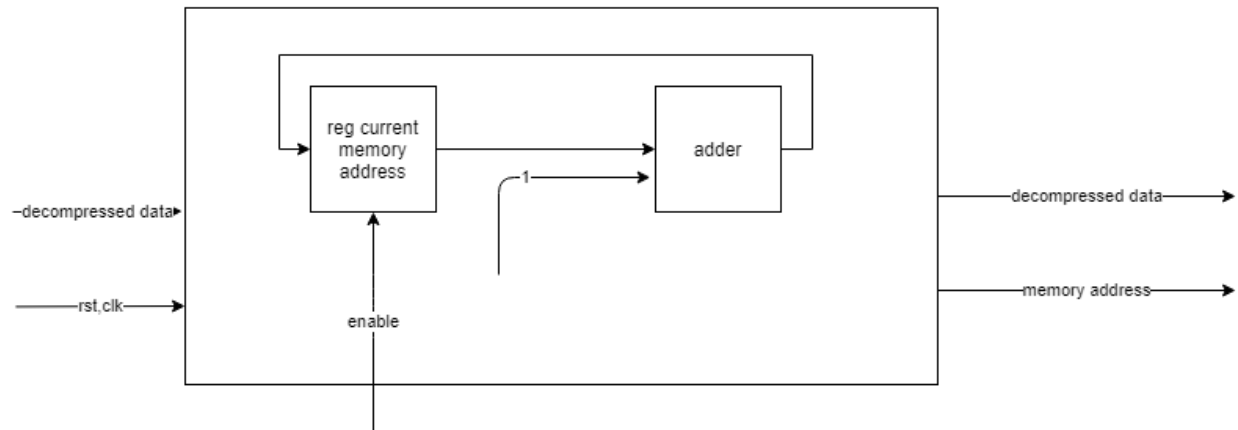 reg current
memory
address
adder
1
decompressed data
decompressed data
rst,clk
memory address
enable